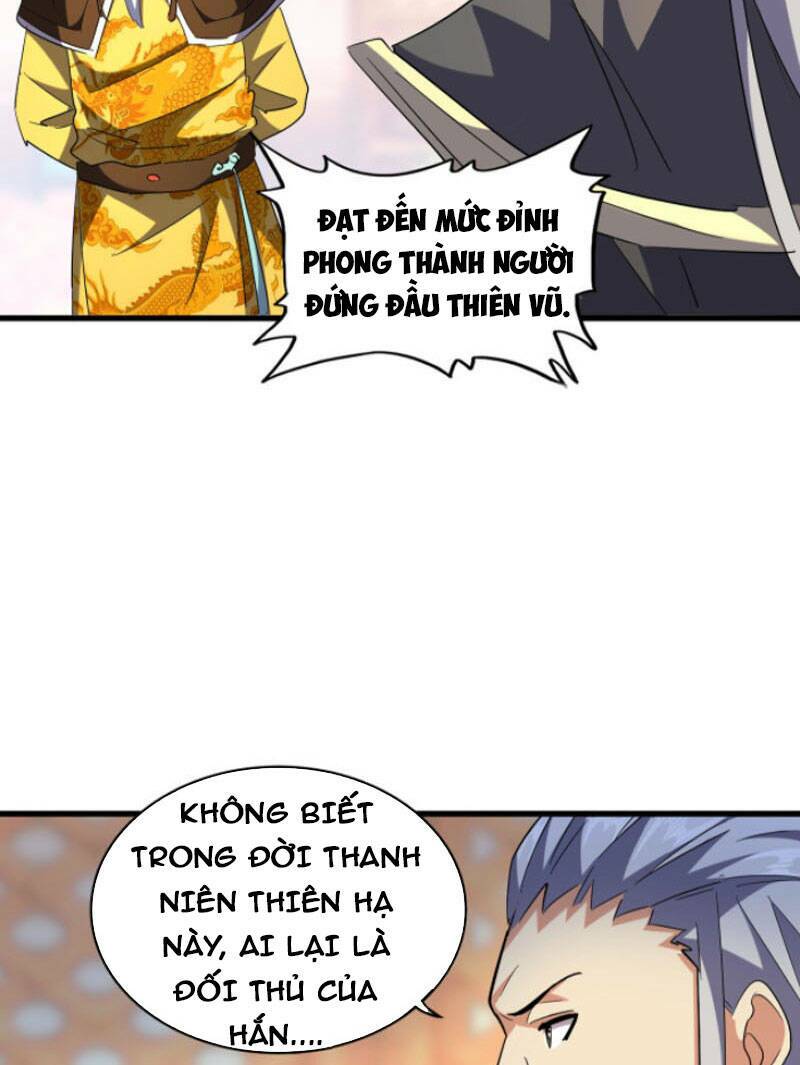 ĐẠT ĐẾN MỨC ĐỈNH
PHONG THÀNH NGƯỜI
ĐỨNG ĐẦU THIÊN VŨ.
KHÔNG BIẾT
TRONG ĐỜI THANH
NIÊN THIÊN HẠ
NÀY, AI LẠI LÀ
ĐỐI THỦ CỦA
HẮN....